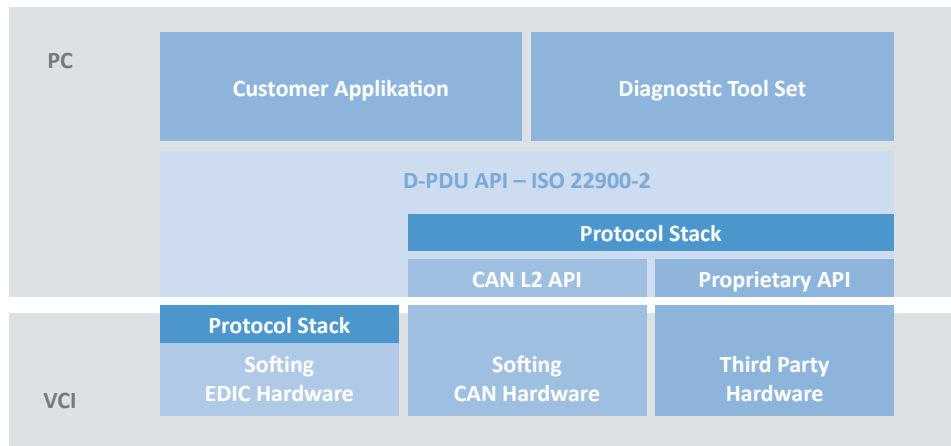 PC
Customer Applikation
Diagnostic Tool Set
D-PDU API – ISO 22900-2
Protocol Stack
CAN L2 API
Proprietary API
VCI
Protocol Stack
Softing
EDIC Hardware
Softing
CAN Hardware
Third Party
Hardware